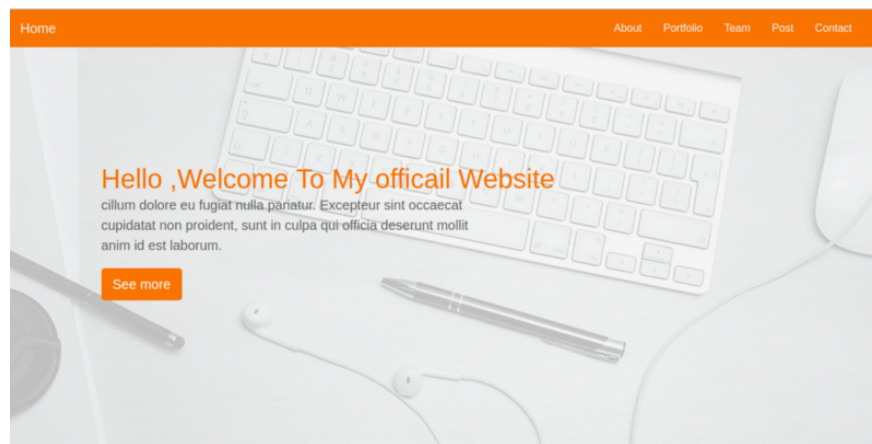 Home About Portfolio Team Post Contact
Hello ,Welcome To My officail Website
cillum dolore eu fugiat nulla pariatur. Excepteur sint occaecat
cupidatat non proident, sunt in culpa qui officia deserunt mollit
anim id est laborum.
See more